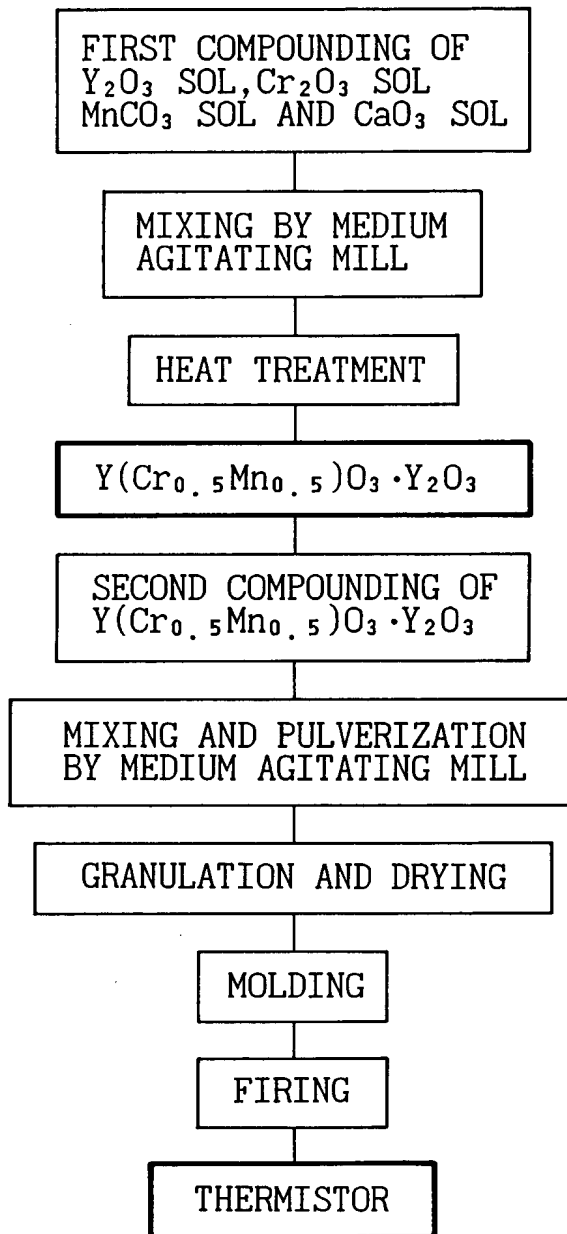 FIRST COMPOUNDING OF
Y₂O₃ SOL,Cr₂O₃ SOL
MnCO₃ SOL AND CaO₃ SOL
MIXING BY MEDIUM
AGITATING MILL
HEAT TREATMENT
Y(Cr₀.₅Mn₀.₅)O₃·Y₂O₃
SECOND COMPOUNDING OF
Y(Cr₀.₅Mn₀.₅)O₃·Y₂O₃
MIXING AND PULVERIZATION
BY MEDIUM AGITATING MILL
GRANULATION AND DRYING
MOLDING
FIRING
THERMISTOR